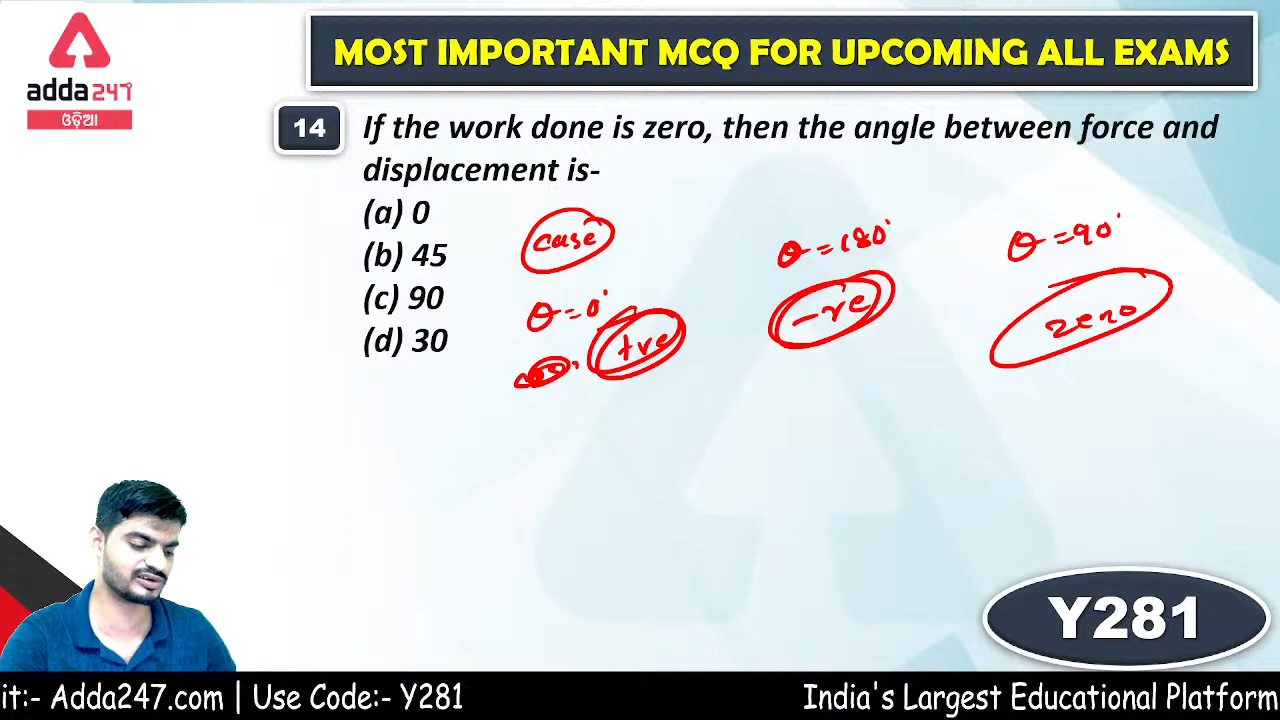 adda247
ଓଡ଼ିଆ
MOST IMPORTANT MCQ FOR UPCOMING ALL EXAMS
14
If the work done is zero, then the angle between force and
displacement is-
(a) 0
(b) 45
(c) 90
(d) 30
case
θ = 0°
+ve
θ = 180°
-ve
θ = 90°
zero
Y281
it:- Adda247.com | Use Code:- Y281
India's Largest Educational Platform